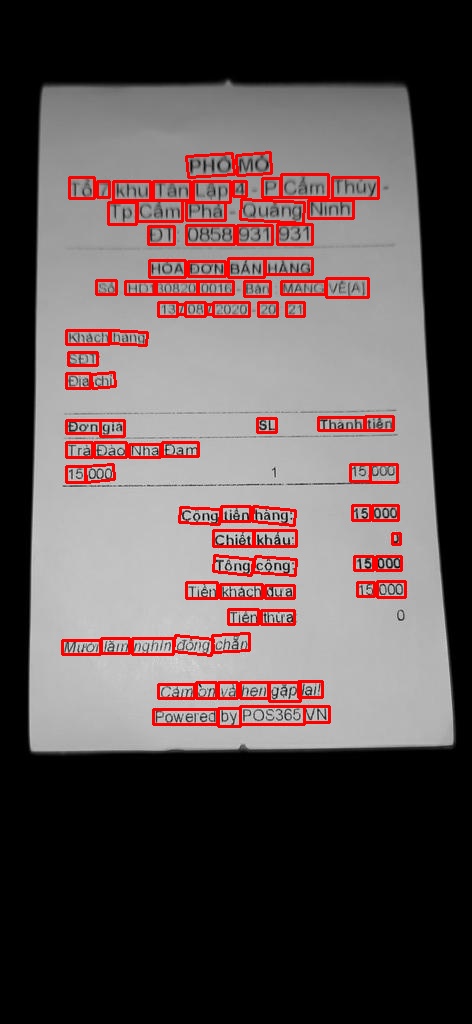 PHỐ MỎ
Tổ 7 khu Tân Lập 4 - P Cẩm Thủy -
Tp Cẩm Phả - Quảng Ninh
ĐT: 0858 931 931
HÓA ĐƠN BÁN HÀNG
Số: HD130820.0016 - Bàn: MANG VỀ[A]
13/08/2020 - 20:21
Khách hàng
SĐT
Địa chỉ
Đơn giá SL Thành tiền
Trà Đào Nha Đam
15,000 1 15,000
Cộng tiền hàng: 15,000
Chiết khấu: 0
Tổng cộng: 15,000
Tiền khách đưa 15,000
Tiền thừa 0
Mười lăm nghìn đồng chẵn
Cám ơn và hẹn gặp lại!
Powered by POS365.VN